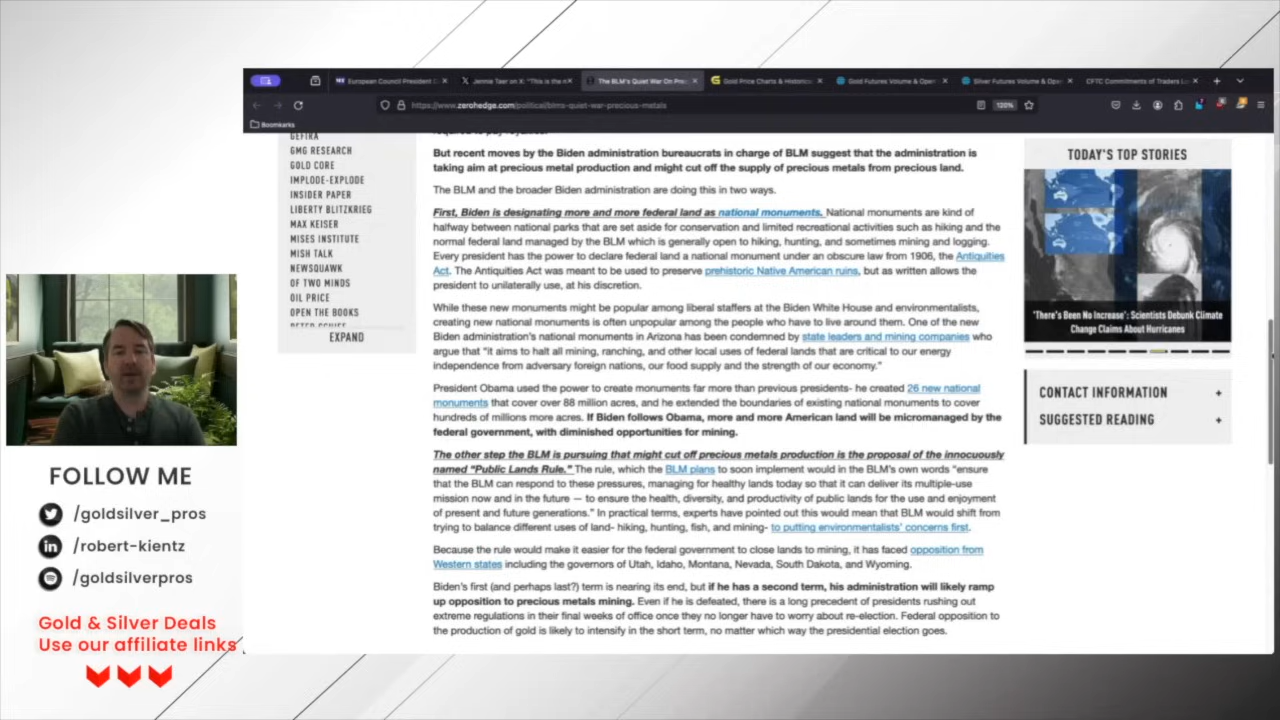 European Council President C
Jennie Taer on X: "This is the n
The BLM's Quiet War On Prec
Gold Price Charts & Historica
Gold Futures Volume & Open
Silver Futures Volume & Ope
CFTC Commitments of Traders L
https://www.zerohedge.com/political/blms-quiet-war-precious-metals
120%
Bookmarks
GEFIRA
GMG RESEARCH
GOLD CORE
IMPLODE-EXPLODE
INSIDER PAPER
LIBERTY BLITZKRIEG
MAX KEISER
MISES INSTITUTE
MISH TALK
NEWSQUAWK
OF TWO MINDS
OIL PRICE
OPEN THE BOOKS
EXPAND
But recent moves by the Biden administration bureaucrats in charge of BLM suggest that the administration is
taking aim at precious metal production and might cut off the supply of precious metals from precious land.
The BLM and the broader Biden administration are doing this in two ways.
First, Biden is designating more and more federal land as national monuments. National monuments are kind of
halfway between national parks that are set aside for conservation and limited recreational activities such as hiking and the
normal federal land managed by the BLM which is generally open to hiking, hunting, and sometimes mining and logging.
Every president has the power to declare federal land a national monument under an obscure law from 1906, the Antiquities
Act. The Antiquities Act was meant to be used to preserve prehistoric Native American ruins, but as written allows the
president to unilaterally use, at his discretion.
While these new monuments might be popular among liberal staffers at the Biden White House and environmentalists,
creating new national monuments is often unpopular among the people who have to live around them. One of the new
Biden administration's national monuments in Arizona has been condemned by state leaders and mining companies who
argue that "it aims to halt all mining, ranching, and other local uses of federal lands that are critical to our energy
independence from adversary foreign nations, our food supply and the strength of our economy."
President Obama used the power to create monuments far more than previous presidents- he created 26 new national
monuments that cover over 88 million acres, and he extended the boundaries of existing national monuments to cover
hundreds of millions more acres. If Biden follows Obama, more and more American land will be micromanaged by the
federal government, with diminished opportunities for mining.
The other step the BLM is pursuing that might cut off precious metals production is the proposal of the innocuously
named "Public Lands Rule." The rule, which the BLM plans to soon implement would in the BLM's own words "ensure
that the BLM can respond to these pressures, managing for healthy lands today so that it can deliver its multiple-use
mission now and in the future — to ensure the health, diversity, and productivity of public lands for the use and enjoyment
of present and future generations." In practical terms, experts have pointed out this would mean that BLM would shift from
trying to balance different uses of land- hiking, hunting, fish, and mining- to putting environmentalists' concerns first.
Because the rule would make it easier for the federal government to close lands to mining, it has faced opposition from
Western states including the governors of Utah, Idaho, Montana, Nevada, South Dakota, and Wyoming.
Biden's first (and perhaps last?) term is nearing its end, but if he has a second term, his administration will likely ramp
up opposition to precious metals mining. Even if he is defeated, there is a long precedent of presidents rushing out
extreme regulations in their final weeks of office once they no longer have to worry about re-election. Federal opposition to
the production of gold is likely to intensify in the short term, no matter which way the presidential election goes.
TODAY'S TOP STORIES
'There's Been No Increase': Scientists Debunk Climate
Change Claims About Hurricanes
CONTACT INFORMATION +
SUGGESTED READING +
FOLLOW ME
/goldsilver_pros
/robert-kientz
/goldsilverpros
Gold & Silver Deals
Use our affiliate links